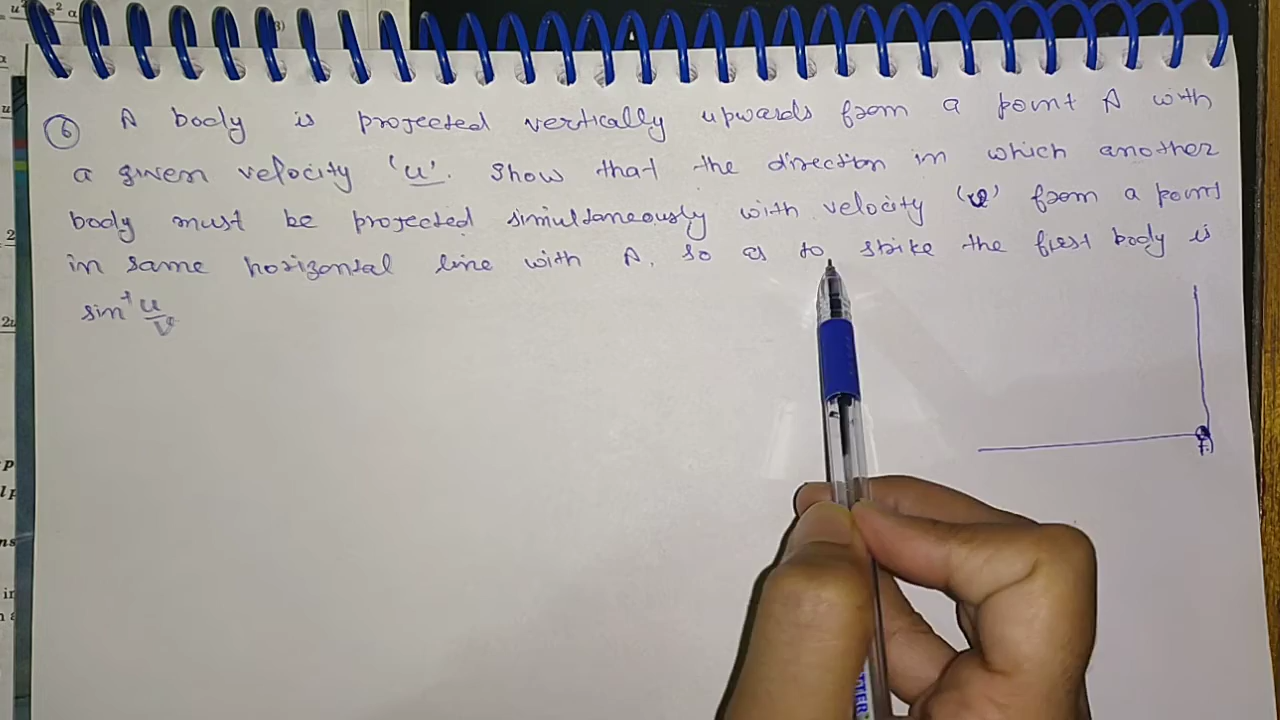 6 A body is projected vertically upwards from a point A with
a given velocity 'u'. Show that the direction in which another
body must be projected simultaneously with velocity 'v' from a point
in same horizontal line with A. so as to strike the first body is
sin⁻¹ u/v
A
TTER